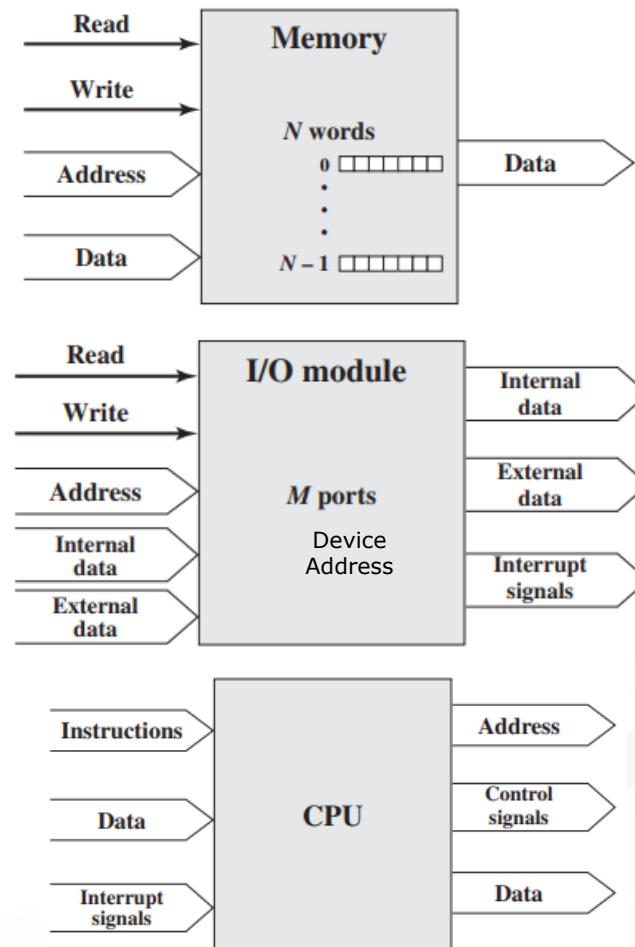 Read
Memory
Write
N words
Address
0
Data
Data
N – 1
Read
I/O module
Internal
data
Write
External
data
Address
M ports
Internal
data
Device
Address
Interrupt
signals
External
data
Instructions
Address
CPU
Control
signals
Data
Data
Interrupt
signals